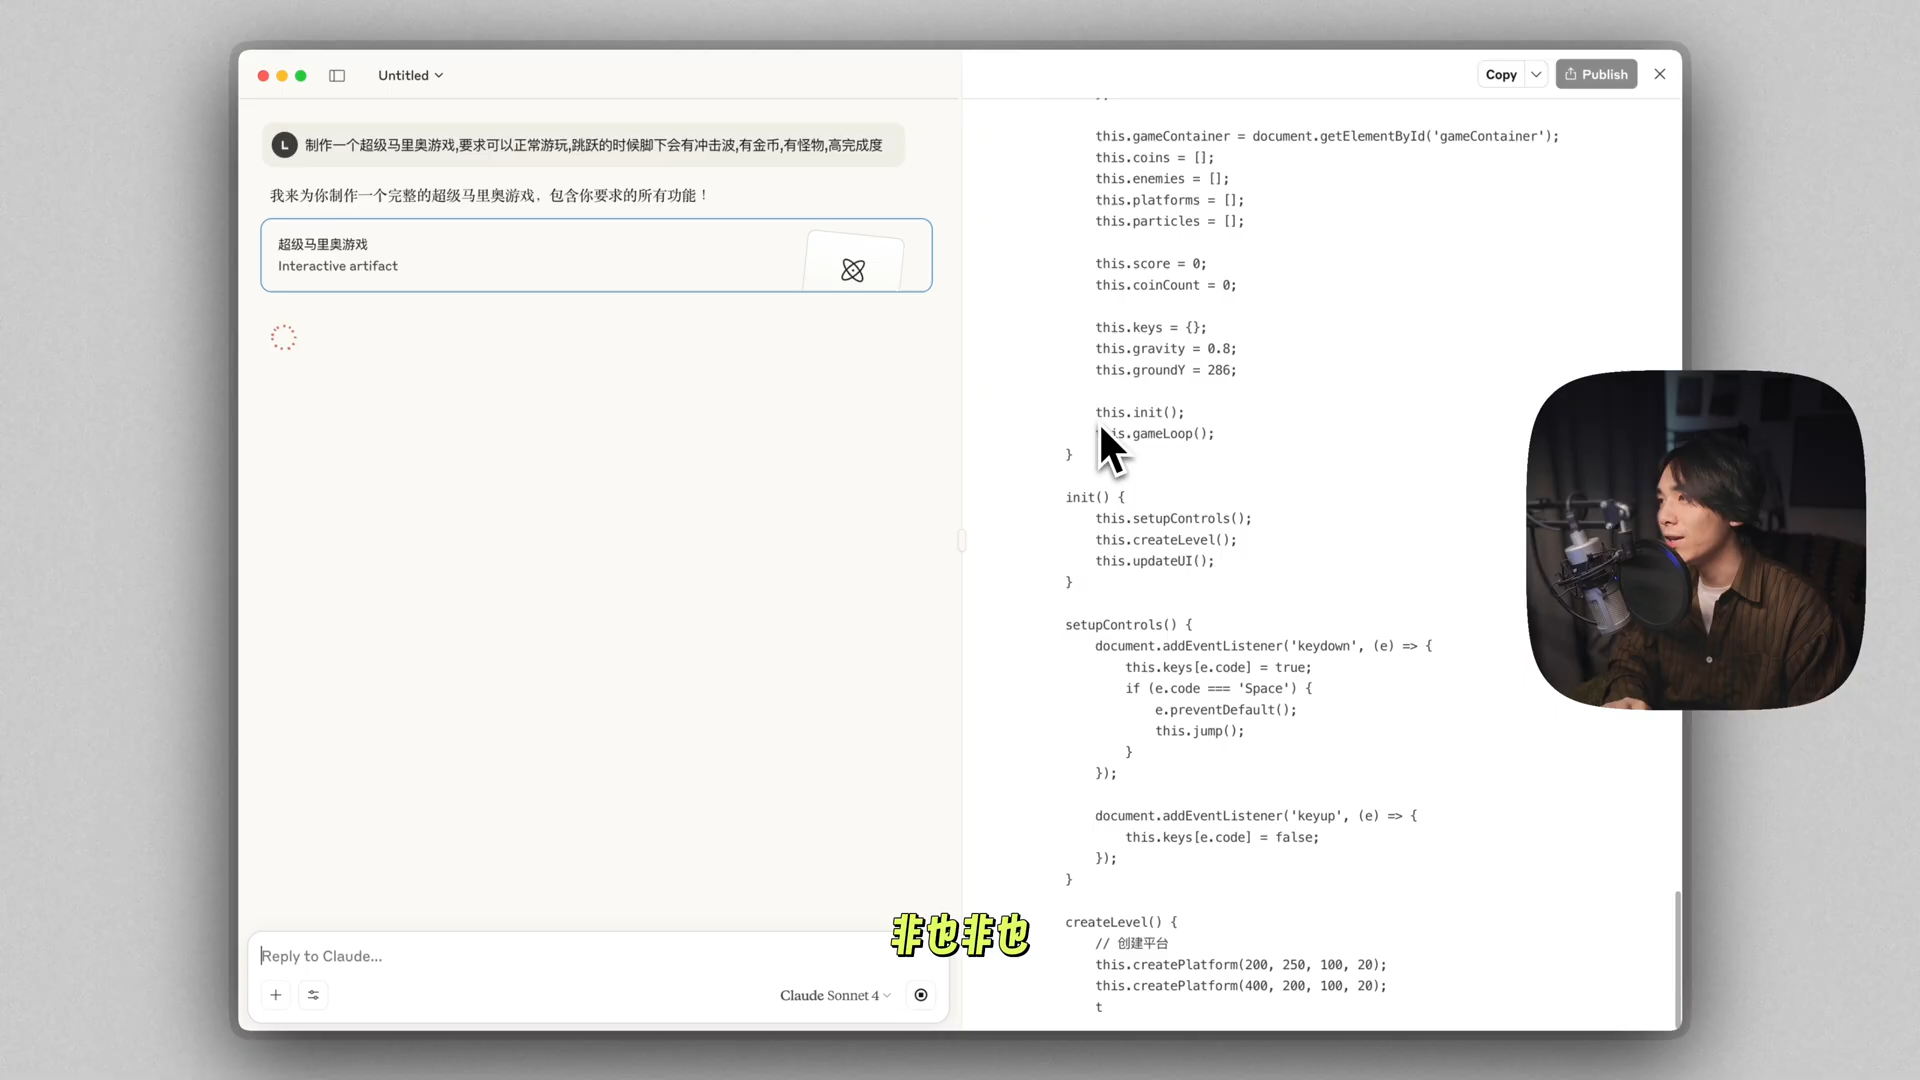 Untitled
Copy
Publish
L
制作一个超级马里奥游戏,要求可以正常游玩,跳跃的时候脚下会有冲击波,有金币,有怪物,高完成度
我来为你制作一个完整的超级马里奥游戏，包含你要求的所有功能！
超级马里奥游戏
Interactive artifact
this.gameContainer = document.getElementById('gameContainer');
this.coins = [];
this.enemies = [];
this.platforms = [];
this.particles = [];
this.score = 0;
this.coinCount = 0;
this.keys = {};
this.gravity = 0.8;
this.groundY = 286;
this.init();
is.gameLoop();
}
init() {
this.setupControls();
this.createLevel();
this.updateUI();
}
setupControls() {
document.addEventListener('keydown', (e) => {
this.keys[e.code] = true;
if (e.code === 'Space') {
e.preventDefault();
this.jump();
}
});
document.addEventListener('keyup', (e) => {
this.keys[e.code] = false;
});
}
createLevel() {
// 创建平台
this.createPlatform(200, 250, 100, 20);
this.createPlatform(400, 200, 100, 20);
t
非也非也
Reply to Claude...
Claude Sonnet 4